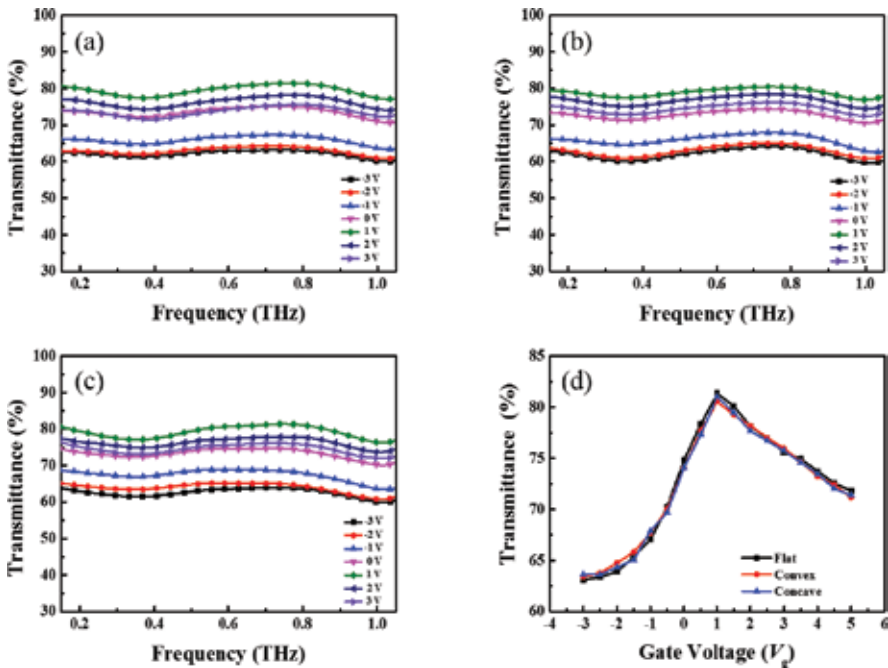 (a)
Transmittance (%)
100
90
80
70
60
50
40
30
-3 V
-2 V
-1 V
0 V
1 V
2 V
3 V
0.2 0.4 0.6 0.8 1.0
Frequency (THz)
(b)
Transmittance (%)
100
90
80
70
60
50
40
30
-3 V
-2 V
-1 V
0 V
1 V
2 V
3 V
0.2 0.4 0.6 0.8 1.0
Frequency (THz)
(c)
Transmittance (%)
100
90
80
70
60
50
40
30
-3 V
-2 V
-1 V
0 V
1 V
2 V
3 V
0.2 0.4 0.6 0.8 1.0
Frequency (THz)
(d)
Transmittance (%)
85
80
75
70
65
60
Flat
Convex
Concave
-4 -3 -2 -1 0 1 2 3 4 5 6
Gate Voltage (Vg)